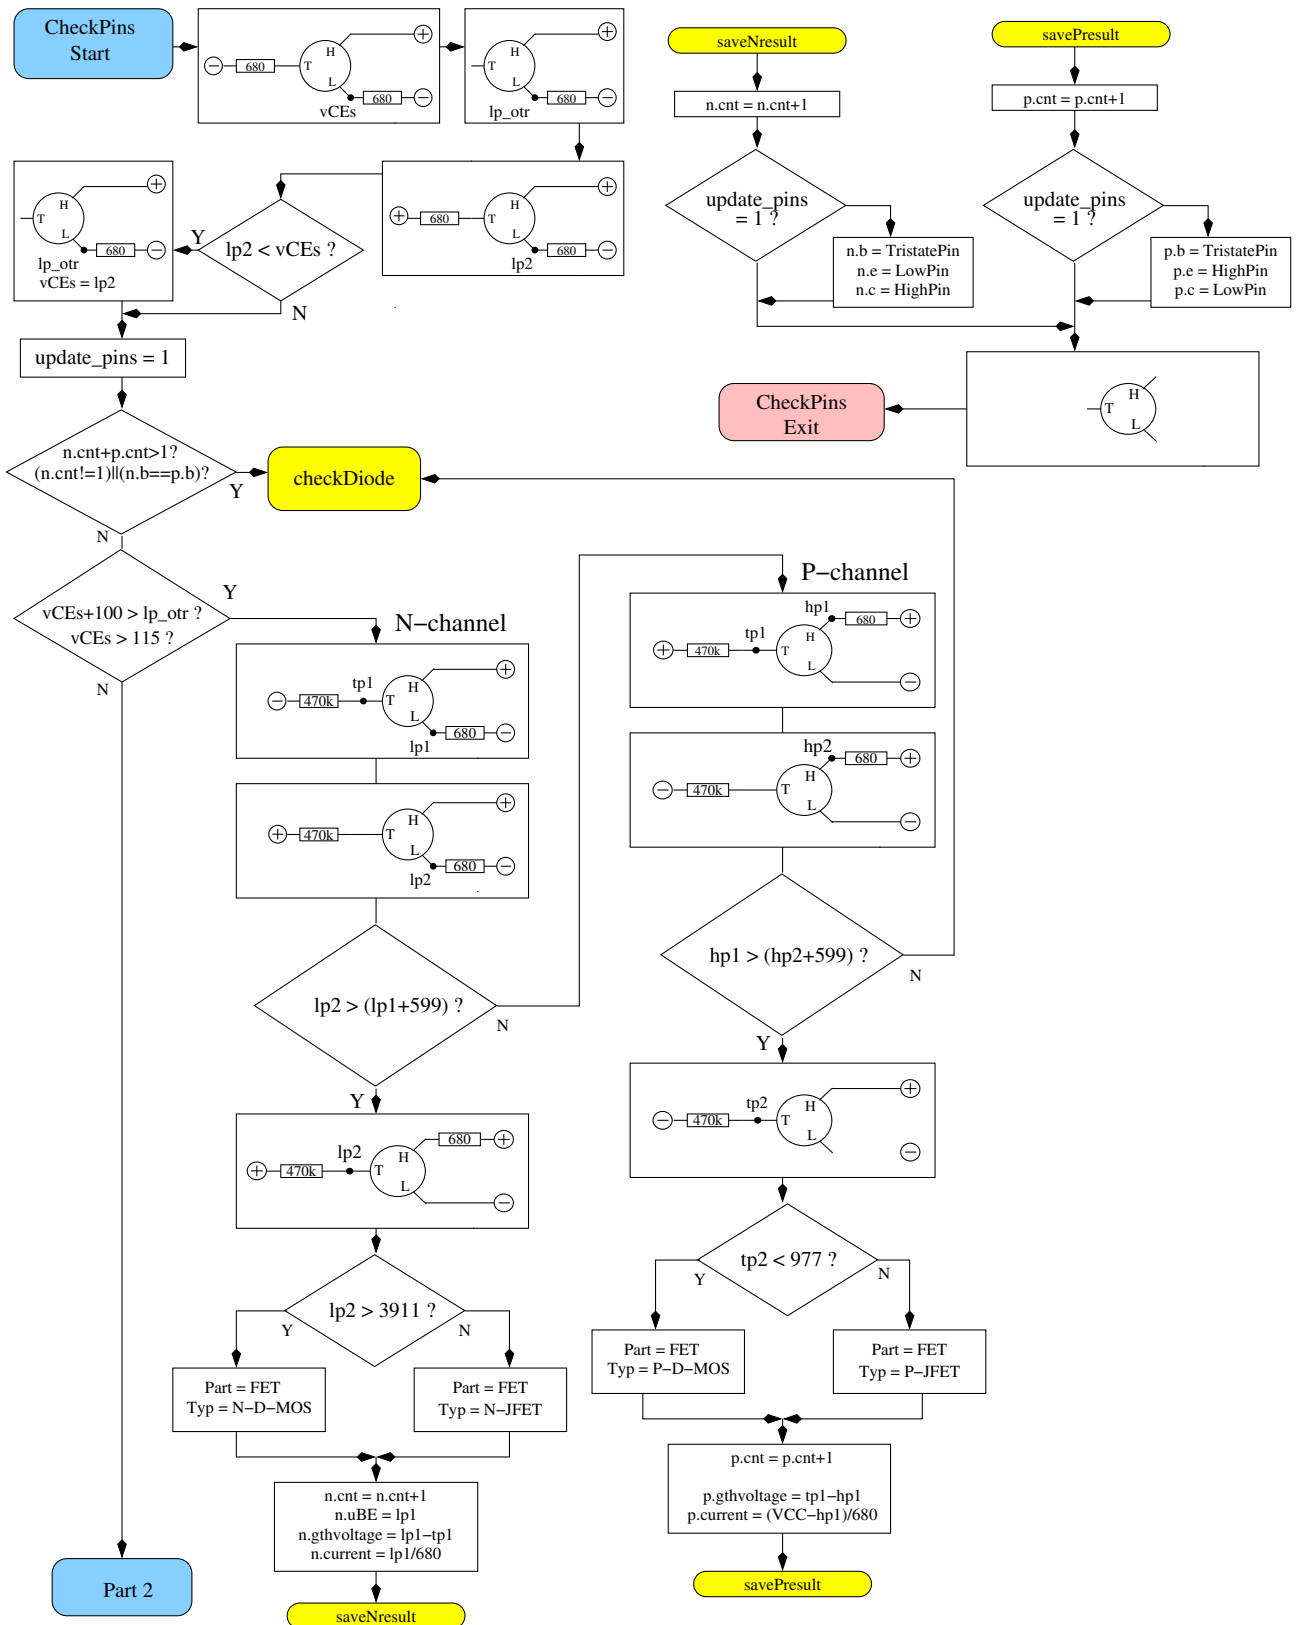 CheckPins
Start
−
680
T
H
L
+
680
−
vCEs
T
H
L
+
680
−
lp_otr
+
680
T
H
L
+
680
−
lp2
lp2 < vCEs ?
Y
N
T
H
L
+
680
−
lp_otr
vCEs = lp2
update_pins = 1
n.cnt+p.cnt>1?
(n.cnt!=1)||(n.b==p.b)?
Y
N
checkDiode
vCEs+100 > lp_otr ?
vCEs > 115 ?
Y
N
saveNresult
n.cnt = n.cnt+1
update_pins
= 1 ?
n.b = TristatePin
n.e = LowPin
n.c = HighPin
savePresult
p.cnt = p.cnt+1
update_pins
= 1 ?
p.b = TristatePin
p.e = HighPin
p.c = LowPin
T
H
L
CheckPins
Exit
N−channel
−
470k
tp1
T
H
L
+
680
−
lp1
+
470k
T
H
L
+
680
−
lp2
lp2 > (lp1+599) ?
N
Y
+
470k
lp2
T
H
L
680
+
−
lp2 > 3911 ?
Y
N
Part = FET
Typ = N−D−MOS
Part = FET
Typ = N−JFET
n.cnt = n.cnt+1
n.uBE = lp1
n.gthvoltage = lp1−tp1
n.current = lp1/680
saveNresult
P−channel
+
470k
tp1
T
H
L
hp1
680
+
−
−
470k
T
H
L
hp2
680
+
−
hp1 > (hp2+599) ?
N
Y
−
470k
tp2
T
H
L
+
−
tp2 < 977 ?
Y
N
Part = FET
Typ = P−D−MOS
Part = FET
Typ = P−JFET
p.cnt = p.cnt+1
p.gthvoltage = tp1−hp1
p.current = (VCC−hp1)/680
savePresult
Part 2